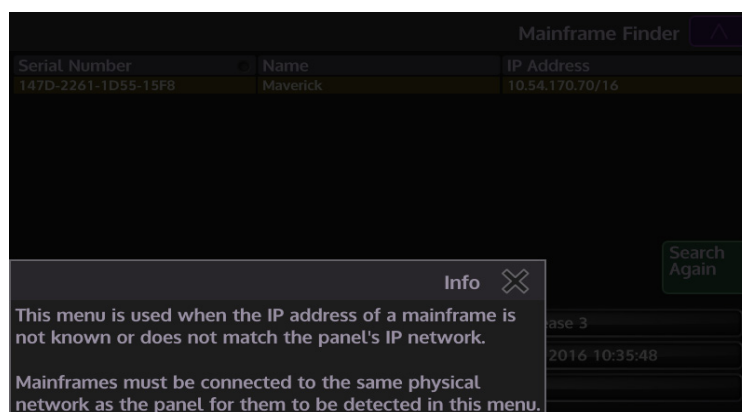 Mainframe Finder
Serial Number Name IP Address
147D-2261-1D55-15F8 Maverick 10.54.170.70/16
Search
Again
Info
This menu is used when the IP address of a mainframe is
not known or does not match the panel's IP network.
ase 3
2016 10:35:48
Mainframes must be connected to the same physical
network as the panel for them to be detected in this menu.